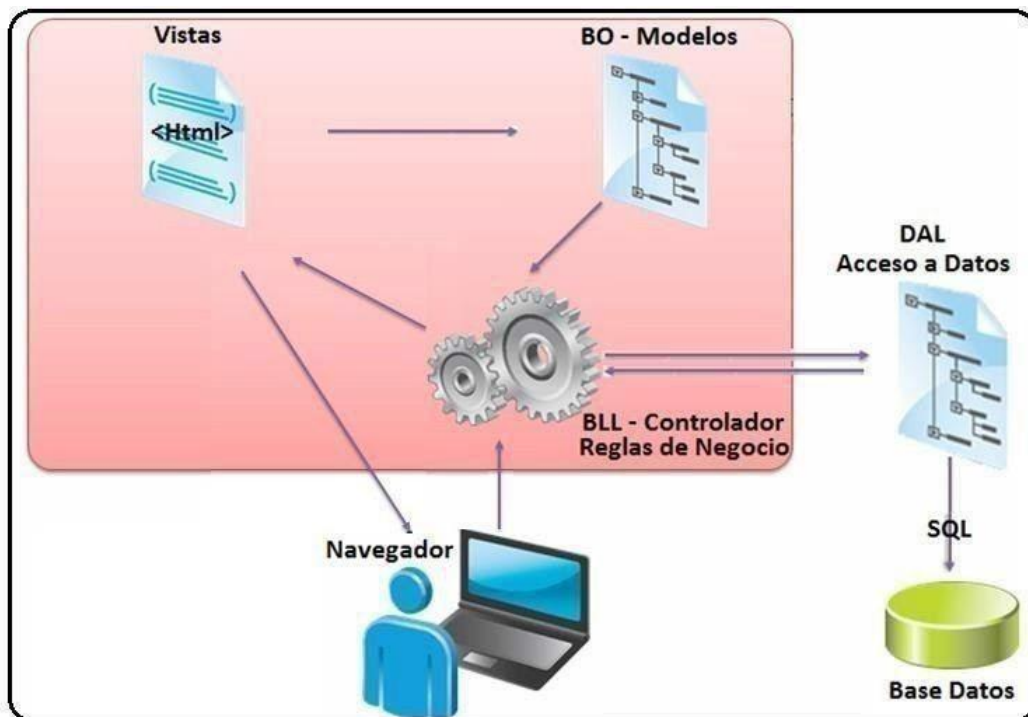 Vistas
BO - Modelos
<Html>
DAL
Acceso a Datos
BLL - Controlador
Reglas de Negocio
Navegador
SQL
Base Datos